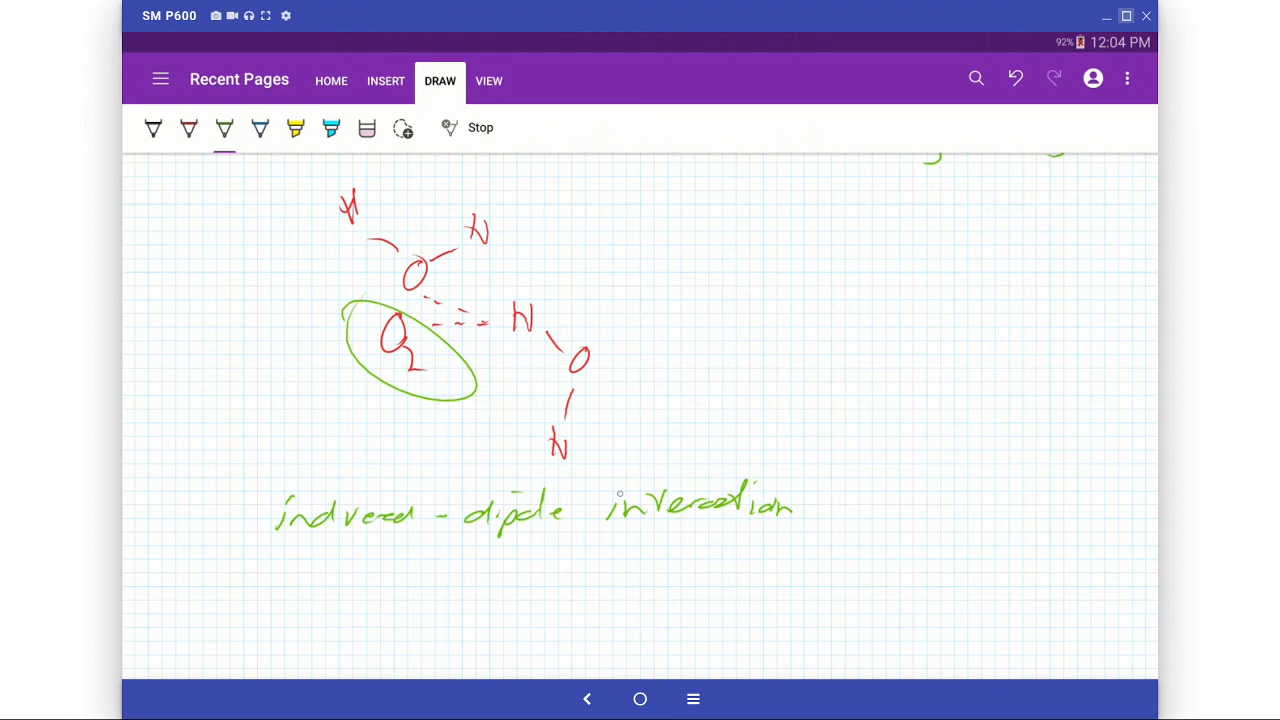 SM P600
92% 12:04 PM
Recent Pages HOME INSERT DRAW VIEW
Stop
H
H
O
H
O2
O
H
induced - dipole interaction